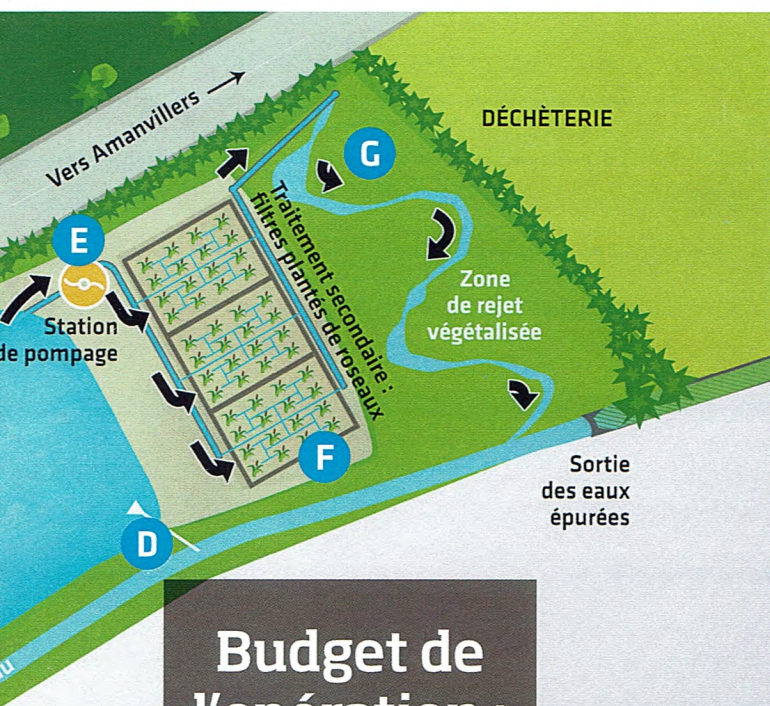 Vers Amanvillers
DÉCHÈTERIE
G
E
Traitement secondaire :
filtres plantés de roseaux
Station
de pompage
Zone
de rejet
végétalisée
F
Sortie
des eaux
épurées
D
Budget de
l'opération :